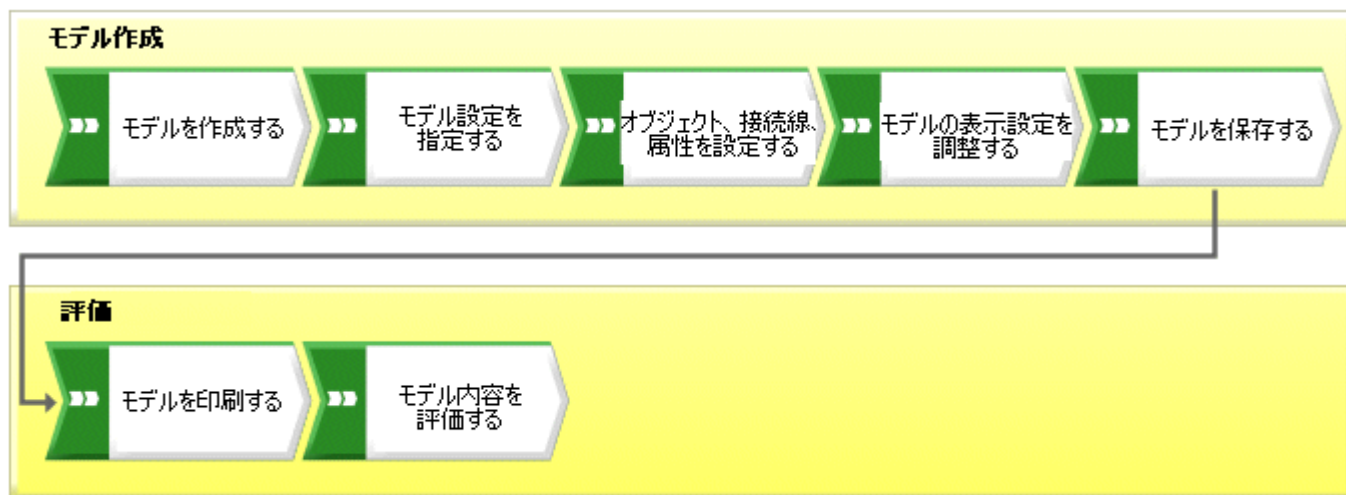 モデル作成
モデルを作成する
モデル設定を
指定する
オブジェクト、接続線、
属性を設定する
モデルの表示設定を
調整する
モデルを保存する
評価
モデルを印刷する
モデル内容を
評価する